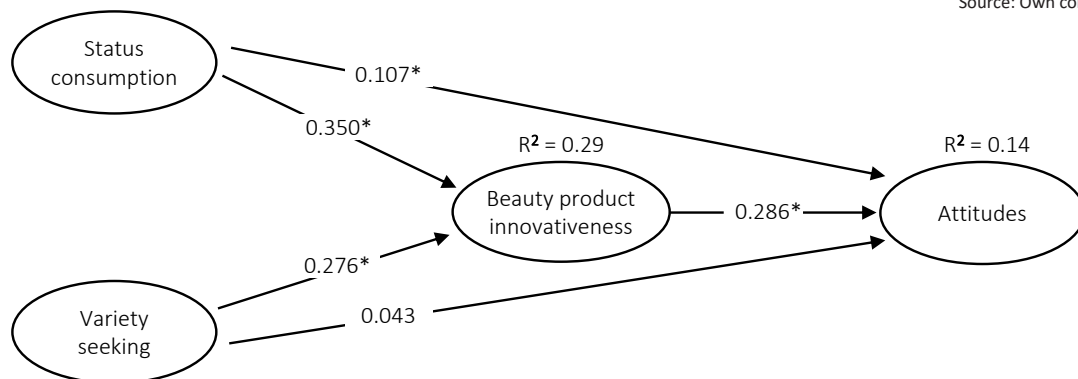 Source: Own
Status
consumption
0.107*
0.350*
R² = 0.29
R² = 0.14
Beauty product
innovativeness
0.286*
Attitudes
0.276*
Variety
seeking
0.043